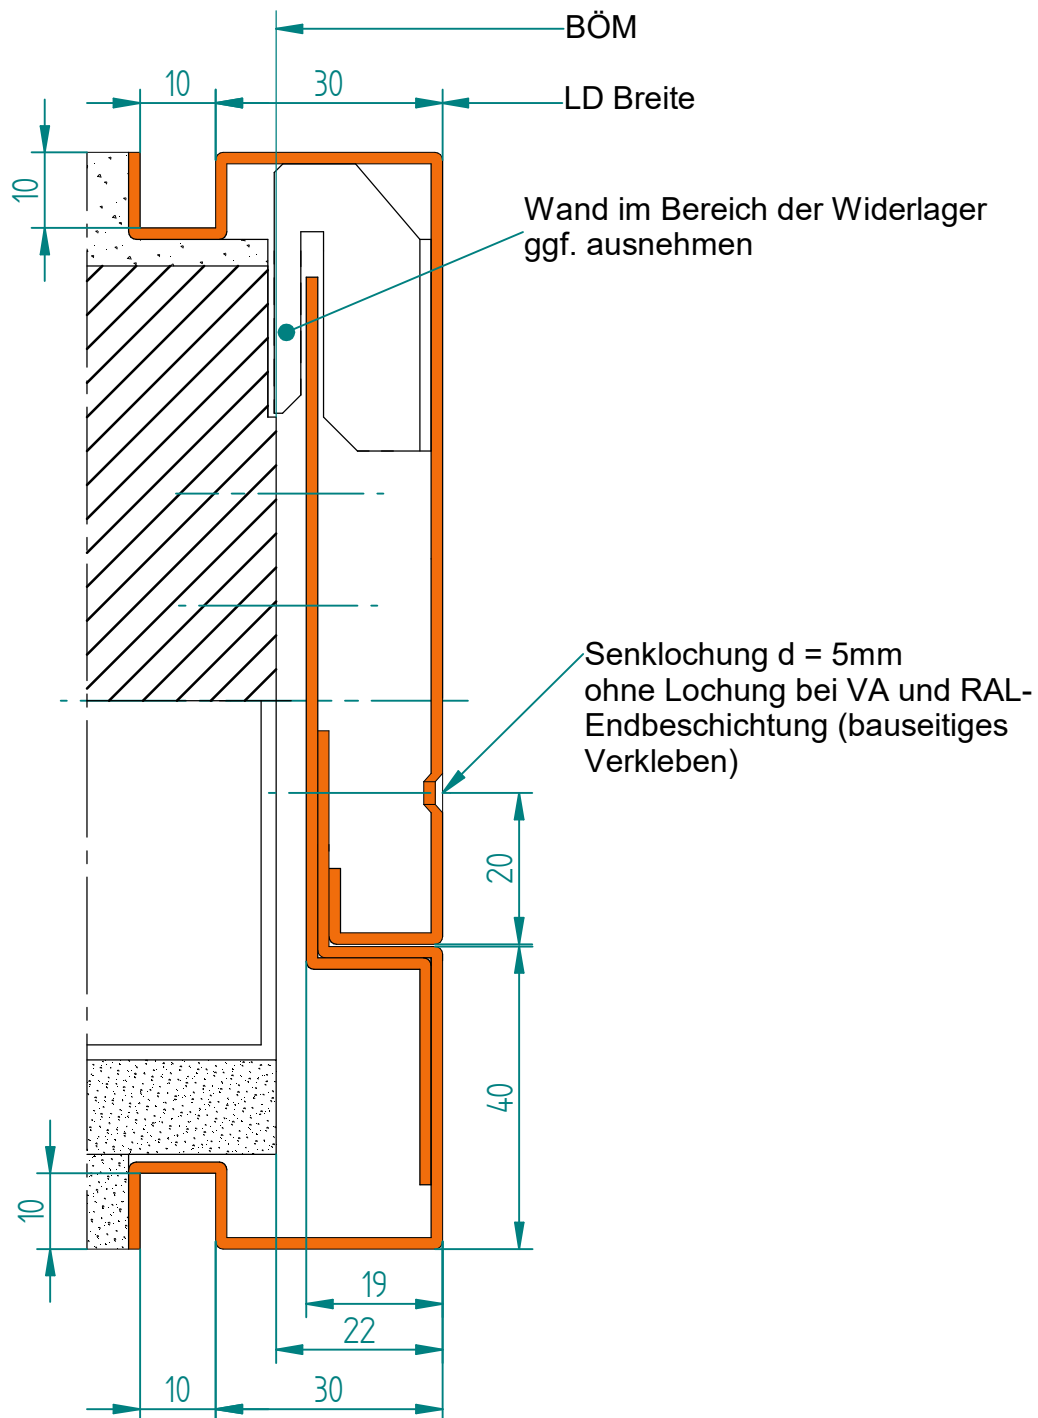 BÖM
10
30
LD Breite
10
Wand im Bereich der Widerlager
ggf. ausnehmen
Senklochung d = 5mm
ohne Lochung bei VA und RAL-
Endbeschichtung (bauseitiges
Verkleben)
20
40
10
19
22
10
30